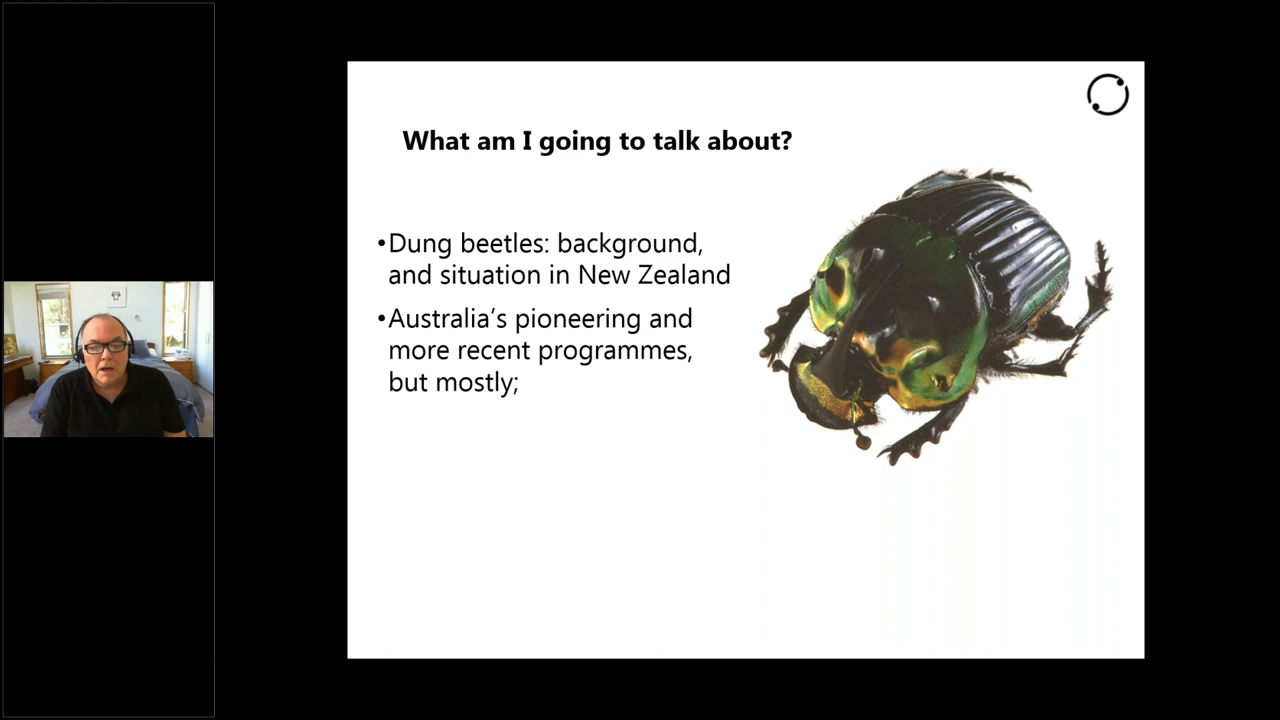 What am I going to talk about?
•Dung beetles: background,
and situation in New Zealand
•Australia’s pioneering and
more recent programmes,
but mostly;